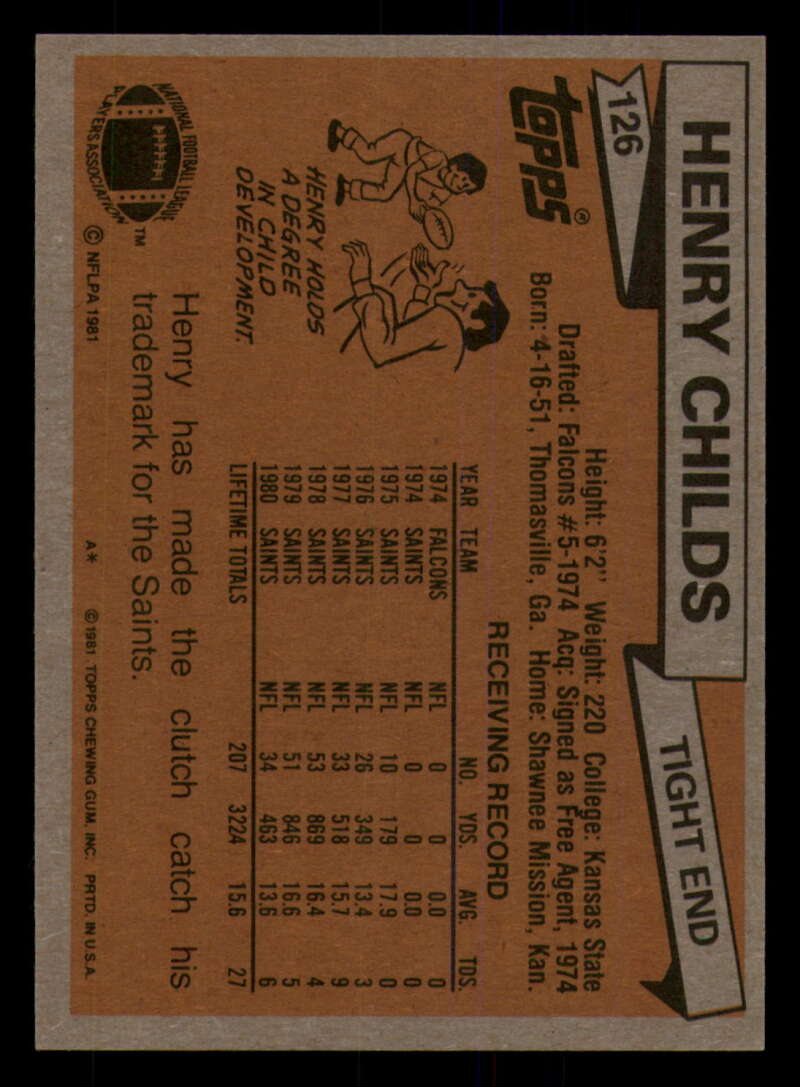 126
HENRY CHILDS
TIGHT END
topps®
Height: 6'2" Weight: 220 College: Kansas State
Drafted: Falcons #5-1974 Acq: Signed as Free Agent, 1974
Born: 4-16-51, Thomasville, Ga. Home: Shawnee Mission, Kan.
HENRY HOLDS
A DEGREE
IN CHILD
DEVELOPMENT.
RECEIVING RECORD
YEAR TEAM NO. YDS. AVG. TDS.
1974 FALCONS NFL 0 0 0.0 0
1974 SAINTS NFL 0 0 0.0 0
1975 SAINTS NFL 10 179 17.9 0
1976 SAINTS NFL 26 349 13.4 3
1977 SAINTS NFL 33 518 15.7 9
1978 SAINTS NFL 53 869 16.4 4
1979 SAINTS NFL 51 846 16.6 5
1980 SAINTS NFL 34 463 13.6 6
LIFETIME TOTALS 207 3224 15.6 27
Henry has made the clutch catch his
trademark for the Saints.
NATIONAL FOOTBALL LEAGUE
PLAYERS ASSOCIATION
NFLPA
TM
© NFLPA 1981
A* © 1981 TOPPS CHEWING GUM, INC. PRTD. IN U.S.A.